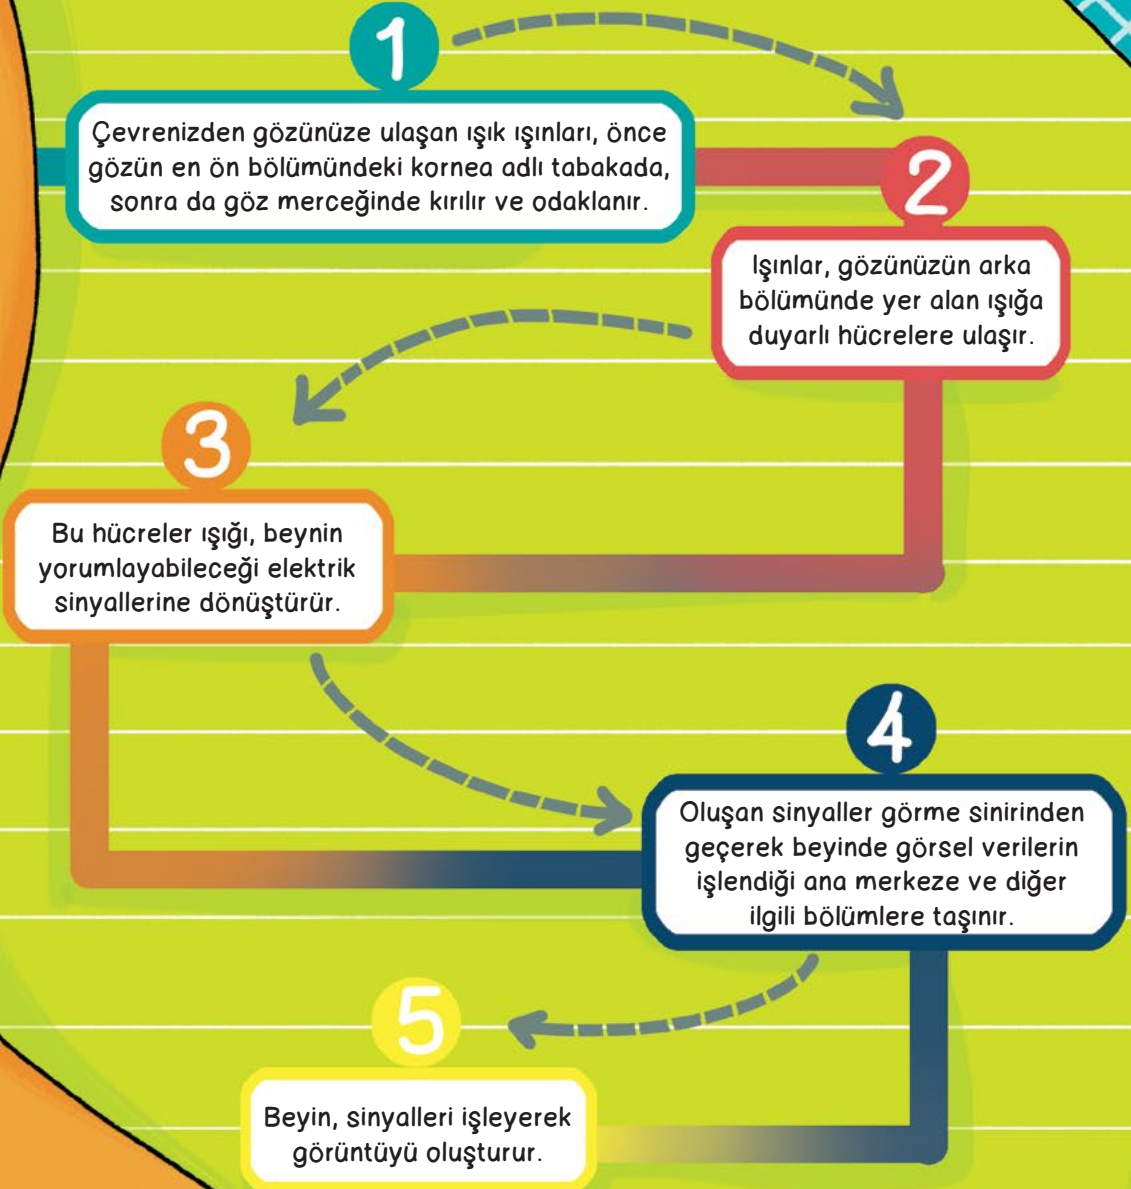 1
Çevrenizden gözünüze ulaşan ışık ışınları, önce
gözün en ön bölümündeki kornea adlı tabakada,
sonra da göz merceğinde kırılır ve odaklanır.
2
Işınlar, gözünüzün arka
bölümünde yer alan ışığa
duyarlı hücrelere ulaşır.
3
Bu hücreler ışığı, beynin
yorumlayabileceği elektrik
sinyallerine dönüştürür.
4
Oluşan sinyaller görme sinirinden
geçerek beyinde görsel verilerin
işlendiği ana merkeze ve diğer
ilgili bölümlere taşınır.
5
Beyin, sinyalleri işleyerek
görüntüyü oluşturur.